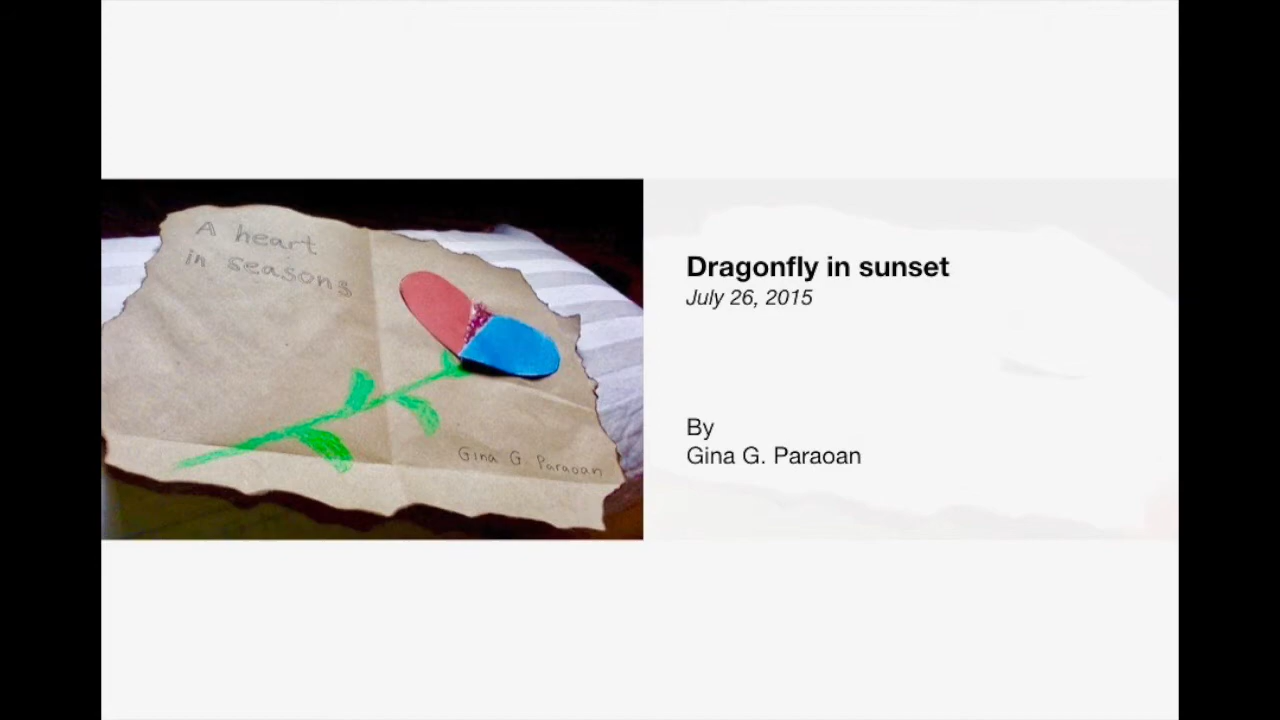 A heart
in seasons
Gina G. Paraoan
Dragonfly in sunset
July 26, 2015
By
Gina G. Paraoan